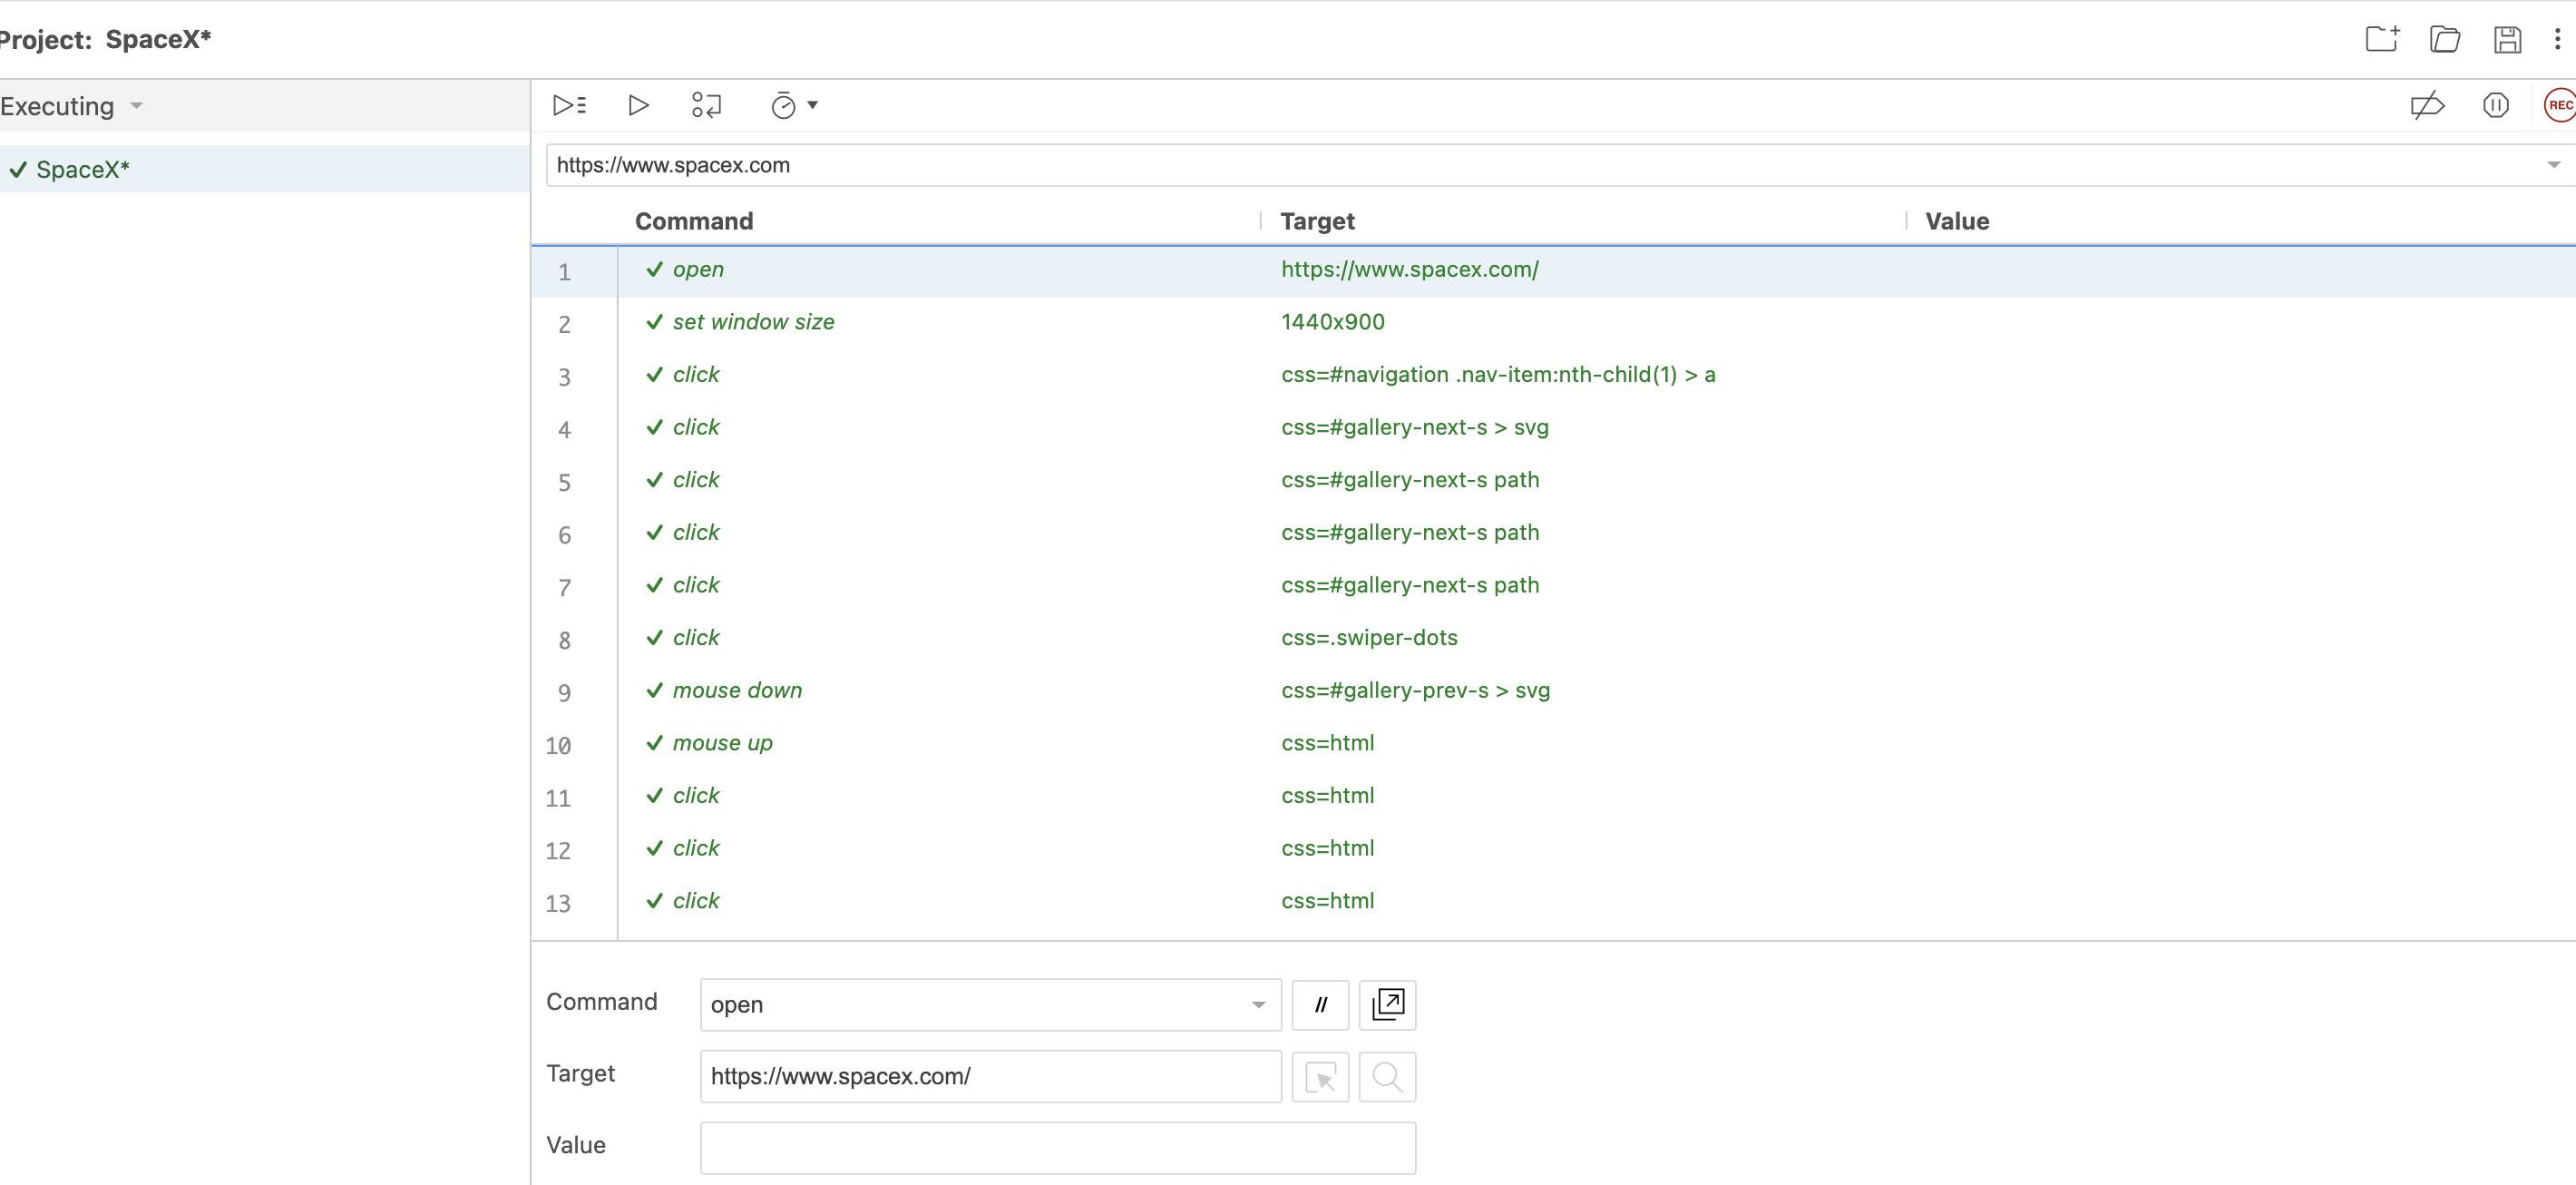 Project: SpaceX*
Executing
SpaceX*
REC
https://www.spacex.com
Command Target Value
1 open https://www.spacex.com/
2 set window size 1440x900
3 click css=#navigation .nav-item:nth-child(1) > a
4 click css=#gallery-next-s > svg
5 click css=#gallery-next-s path
6 click css=#gallery-next-s path
7 click css=#gallery-next-s path
8 click css=.swiper-dots
9 mouse down css=#gallery-prev-s > svg
10 mouse up css=html
11 click css=html
12 click css=html
13 click css=html
Command open //
Target https://www.spacex.com/
Value